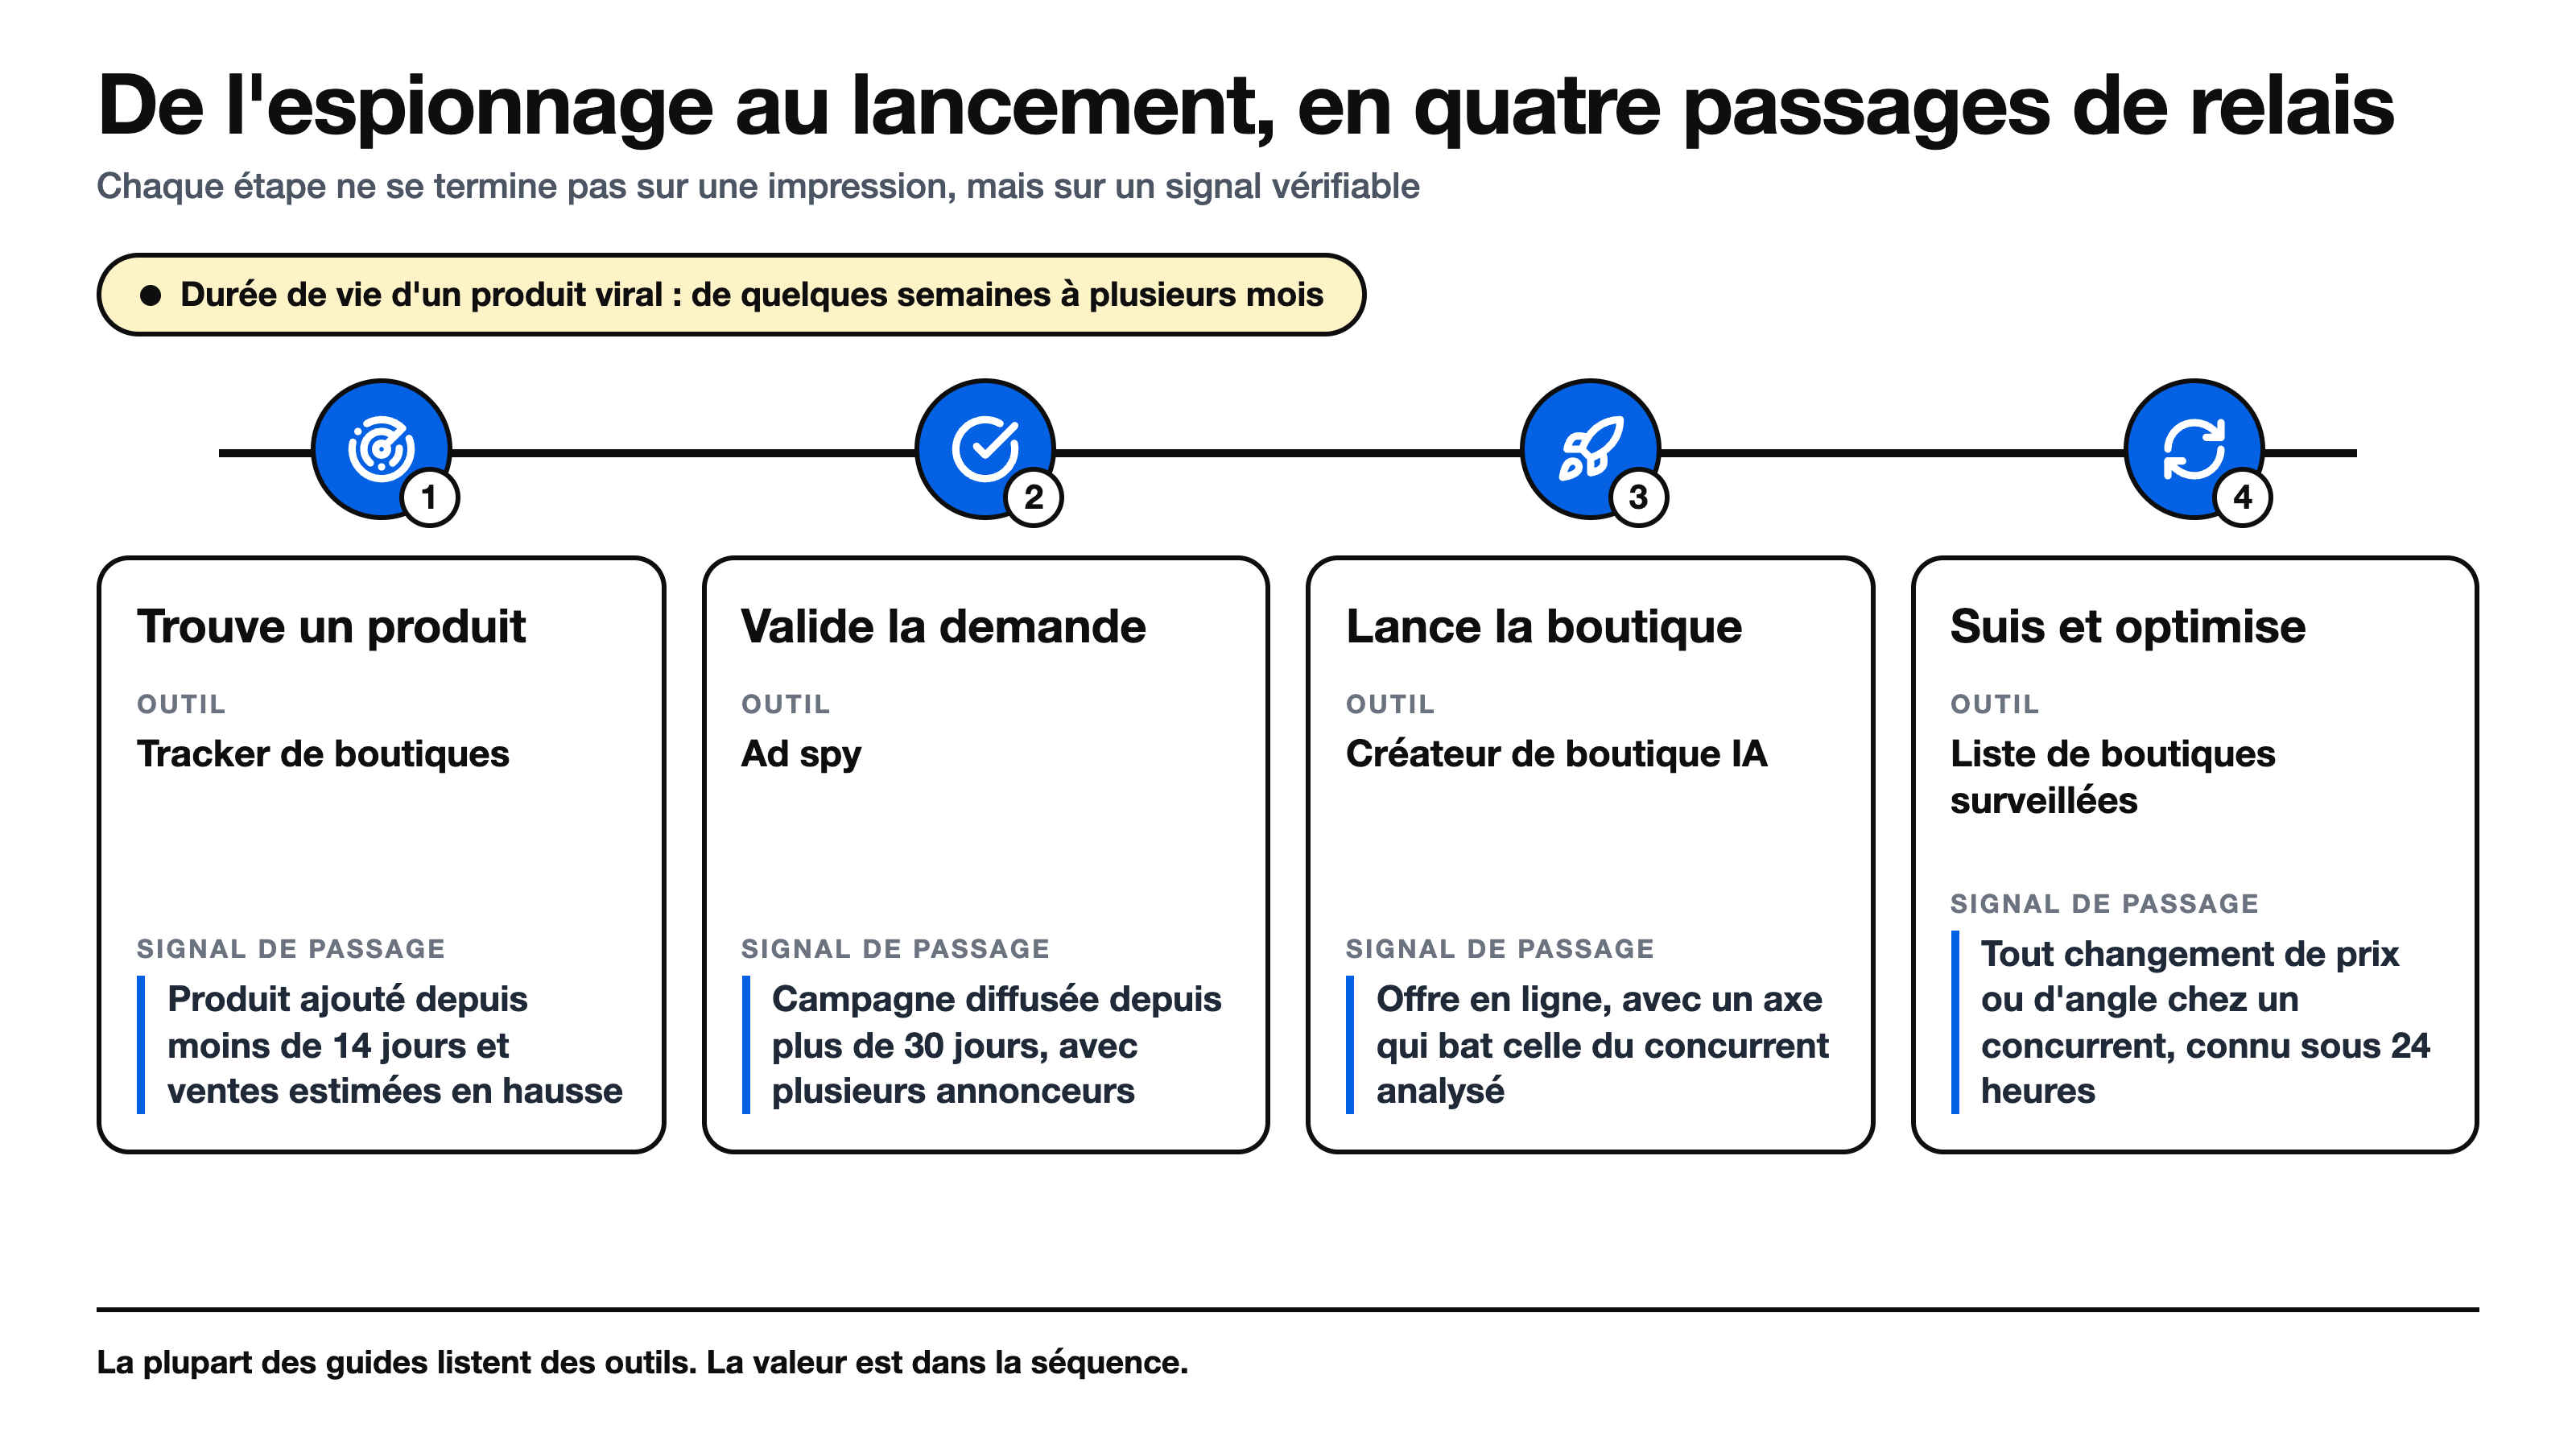 De l'espionnage au lancement, en quatre passages de relais
Chaque étape ne se termine pas sur une impression, mais sur un signal vérifiable
Durée de vie d'un produit viral : de quelques semaines à plusieurs mois
1
2
3
4
Trouve un produit
OUTIL
Tracker de boutiques
SIGNAL DE PASSAGE
Produit ajouté depuis
moins de 14 jours et
ventes estimées en hausse
Valide la demande
OUTIL
Ad spy
SIGNAL DE PASSAGE
Campagne diffusée depuis
plus de 30 jours, avec
plusieurs annonceurs
Lance la boutique
OUTIL
Créateur de boutique IA
SIGNAL DE PASSAGE
Offre en ligne, avec un axe
qui bat celle du concurrent
analysé
Suis et optimise
OUTIL
Liste de boutiques
surveillées
SIGNAL DE PASSAGE
Tout changement de prix
ou d'angle chez un
concurrent, connu sous 24
heures
La plupart des guides listent des outils. La valeur est dans la séquence.